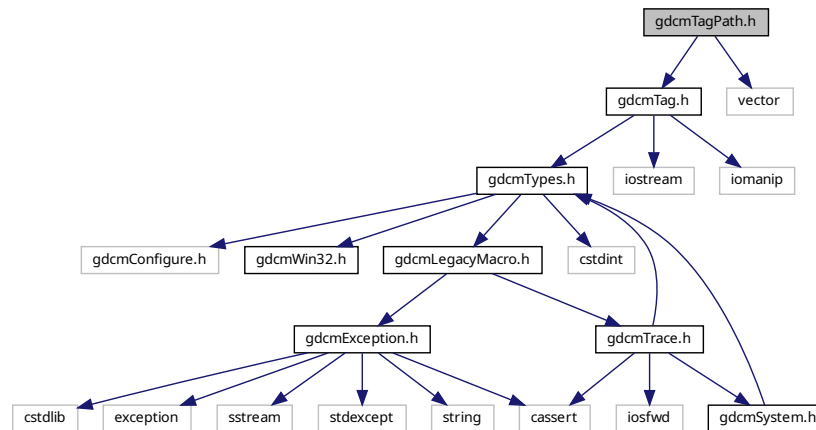 gdcmTagPath.h
gdcmTag.h
vector
gdcmTypes.h
iostream
iomanip
gdcmConfigure.h
gdcmWin32.h
gdcmLegacyMacro.h
cstdint
gdcmException.h
gdcmTrace.h
cstdlib
exception
sstream
stdexcept
string
cassert
iosfwd
gdcmSystem.h